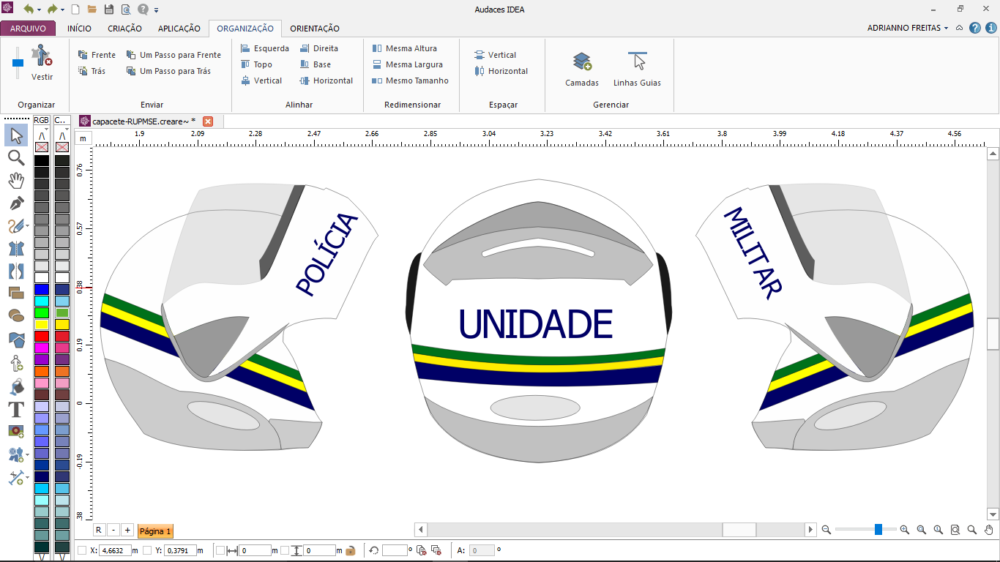 Audaces IDEA
ARQUIVO INÍCIO CRIAÇÃO APLICAÇÃO ORGANIZAÇÃO ORIENTAÇÃO ADRIANNO FREITAS
Vestir
Organizar
Frente Um Passo para Frente
Trás Um Passo para Trás
Enviar
Esquerda Direita
Topo Base
Vertical Horizontal
Alinhar
Mesma Altura
Mesma Largura
Mesmo Tamanho
Redimensionar
Vertical
Horizontal
Espaçar
Camadas Linhas Guias
Gerenciar
RGB C.. capacete-RUPMSE.creare~ *
m 1.9 2.09 2.28 2.47 2.66 2.85 3.04 3.23 3.42 3.61 3.8 3.99 4.18 4.37 4.56
0.76
0.57
0.38
0.19
0
-0.19
.38
POLÍCIA
UNIDADE
MILITAR
R - + Página 1
X: 4,6632 m Y: 0,3791 m 0 m 0 m º A: 0 º